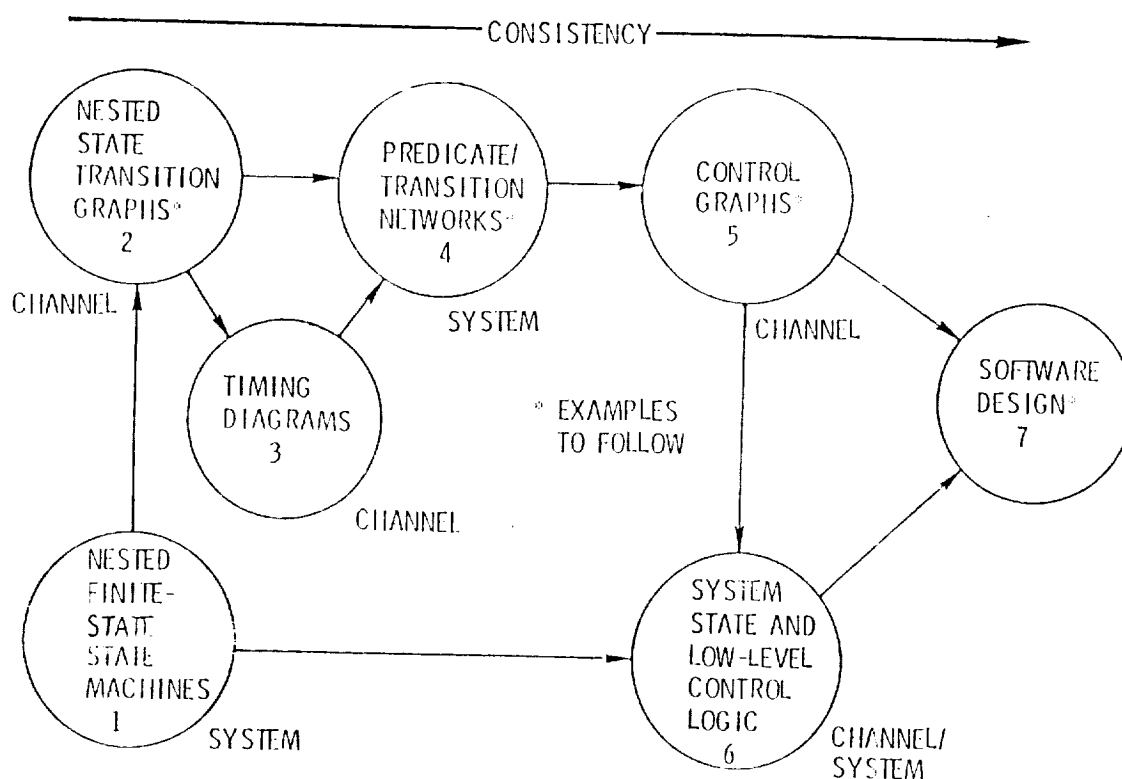 CONSISTENCY
NESTED
STATE
TRANSITION
GRAPHS*
2
CHANNEL
PREDICATE/
TRANSITION
NETWORKS*
4
SYSTEM
CONTROL
GRAPHS*
5
CHANNEL
TIMING
DIAGRAMS
3
CHANNEL
* EXAMPLES
TO FOLLOW
SOFTWARE
DESIGN*
7
NESTED
FINITE-
STATE
STATE
MACHINES
1
SYSTEM
SYSTEM
STATE AND
LOW-LEVEL
CONTROL
LOGIC
6
CHANNEL/
SYSTEM